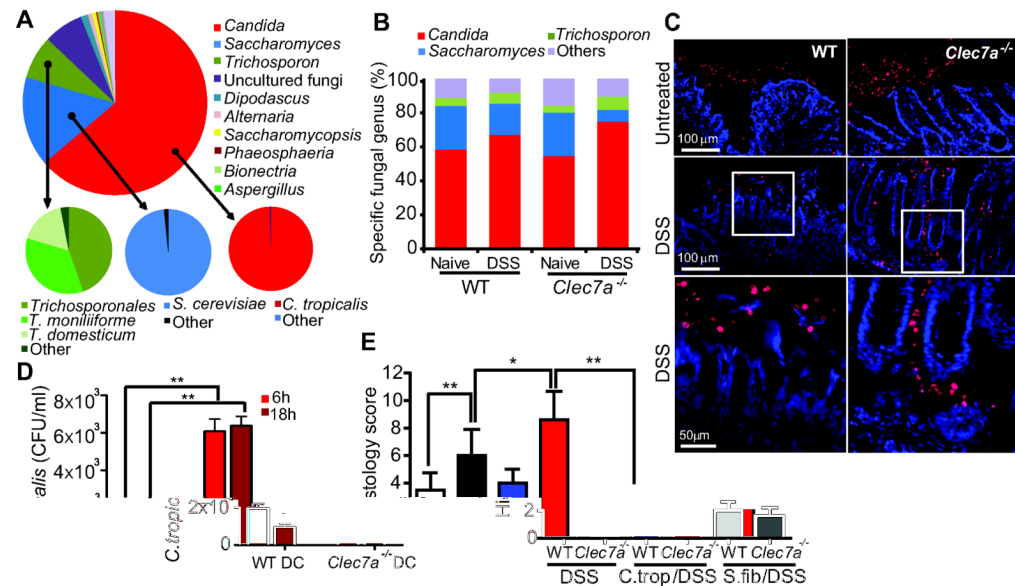 A
Candida
Saccharomyces
Trichosporon
Uncultured fungi
Dipodascus
Alternaria
Saccharomycopsis
Phaeosphaeria
Bionectria
Aspergillus
Trichosporonales
T. moniliiforme
T. domesticum
Other
S. cerevisiae
Other
C. tropicalis
Other
B
Candida
Trichosporon
Saccharomyces
Others
Specific fungal genus (%)
100
80
60
40
20
0
Naive DSS Naive DSS
WT Clec7a-/-
C
WT Clec7a-/-
Untreated
100 μm
DSS
100 μm
DSS
50μm
D
** 
**
6h
18h
8x10³
6x10³
4x10³
2x10
0
alis (CFU/ml)
C.tropic
WT DC Clec7a-/- DC
E
* **
**
12
10
8
6
4
2
0
stology score
WT Clec7a-/- WT Clec7a-/- WT Clec7a-/-
DSS C.trop/DSS S.fib/DSS